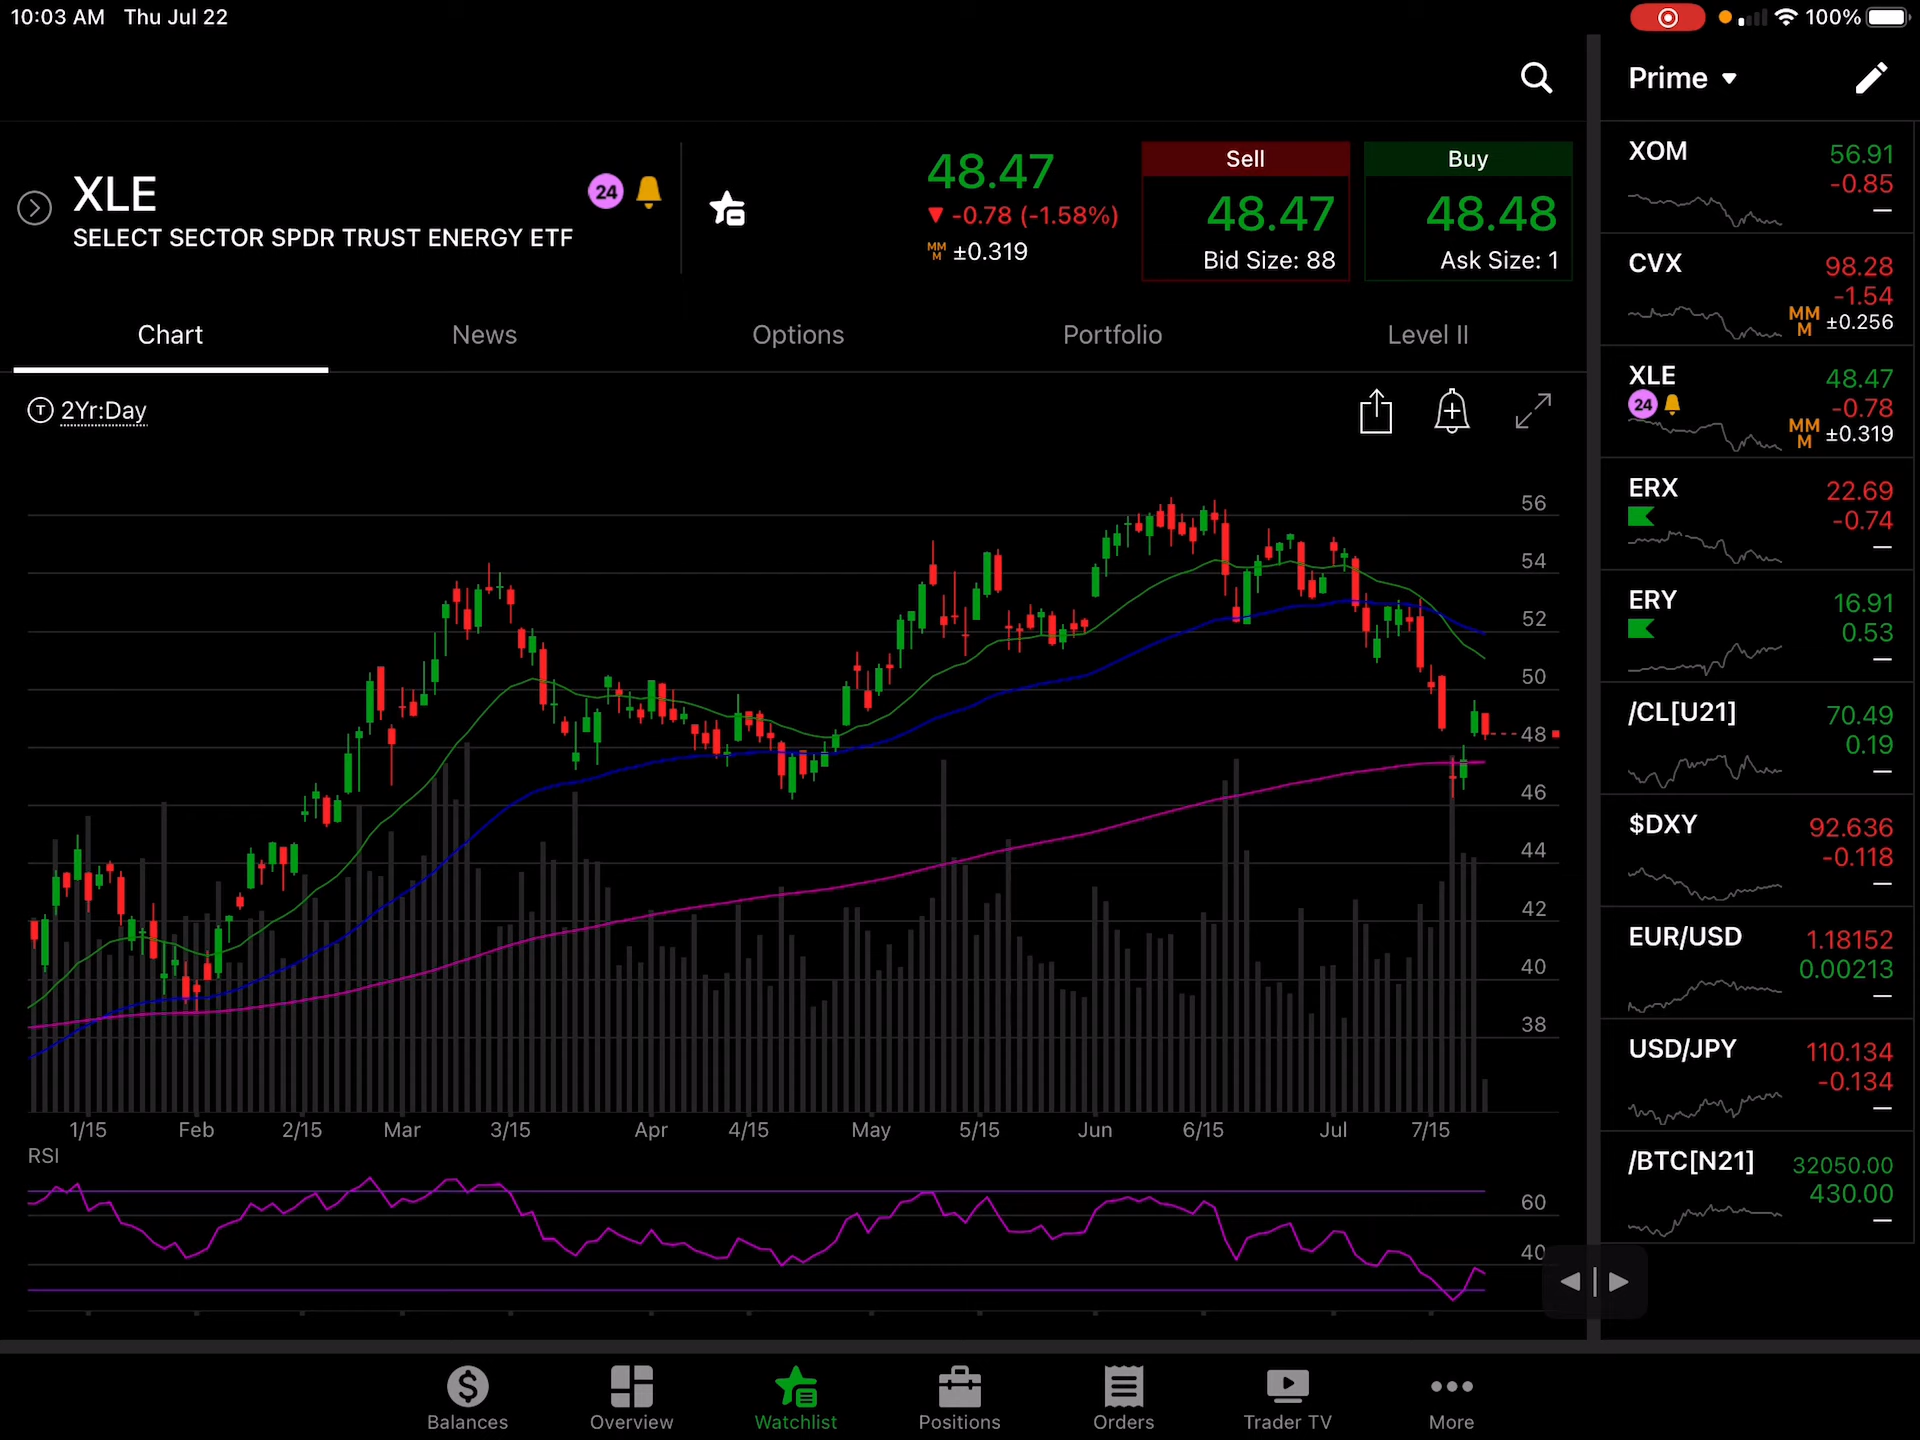 10:03 AM Thu Jul 22
100%
Prime
XLE
SELECT SECTOR SPDR TRUST ENERGY ETF
24
48.47
-0.78 (-1.58%)
MM
M
±0.319
Sell
48.47
Bid Size: 88
Buy
48.48
Ask Size: 1
Chart
News
Options
Portfolio
Level II
T 2Yr:Day
56
54
52
50
48
46
44
42
40
38
1/15
Feb
2/15
Mar
3/15
Apr
4/15
May
5/15
Jun
6/15
Jul
7/15
RSI
60
40
XOM
56.91
-0.85
—
CVX
98.28
-1.54
MM
M
±0.256
XLE
48.47
24
-0.78
MM
M
±0.319
ERX
22.69
-0.74
—
ERY
16.91
0.53
—
/CL[U21]
70.49
0.19
—
$DXY
92.636
-0.118
—
EUR/USD
1.18152
0.00213
—
USD/JPY
110.134
-0.134
—
/BTC[N21]
32050.00
430.00
—
Balances
Overview
Watchlist
Positions
Orders
Trader TV
More